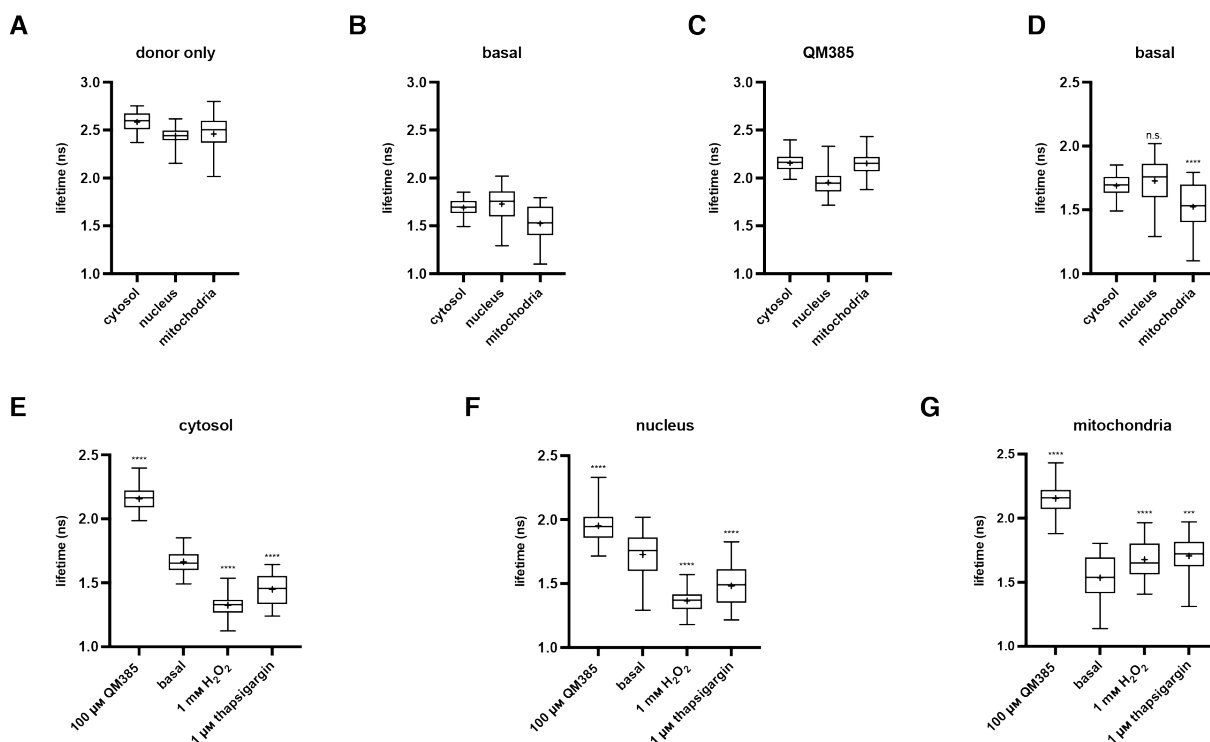 A
donor only
3.0
2.5
2.0
1.5
1.0
lifetime (ns)
cytosol
nucleus
mitochodria
B
basal
3.0
2.5
2.0
1.5
1.0
lifetime (ns)
cytosol
nucleus
mitochodria
C
QM385
3.0
2.5
2.0
1.5
1.0
lifetime (ns)
cytosol
nucleus
mitochodria
D
basal
2.5
2.0
1.5
1.0
lifetime (ns)
n.s.
****
cytosol
nucleus
mitochodria
E
cytosol
2.5
2.0
1.5
1.0
lifetime (ns)
****
****
****
100 μM QM385
basal
1 mM H₂O₂
1 μM thapsigargin
F
nucleus
2.5
2.0
1.5
1.0
lifetime (ns)
****
****
****
100 μM QM385
basal
1 mM H₂O₂
1 μM thapsigargin
G
mitochondria
2.5
2.0
1.5
1.0
lifetime (ns)
****
****
***
100 μM QM385
basal
1 mM H₂O₂
1 μM thapsigargin